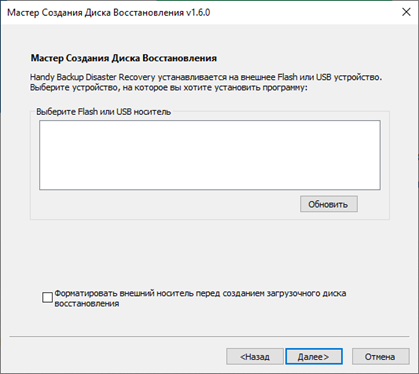 Мастер Создания Диска Восстановления v1.6.0
Мастер Создания Диска Восстановления
Handy Backup Disaster Recovery устанавливается на внешнее Flash или USB устройство.
Выберите устройство, на которое вы хотите установить программу:
Выберите Flash или USB носитель
Обновить
Форматировать внешний носитель перед созданием загрузочного диска
восстановления
<Назад
Далее>
Отмена